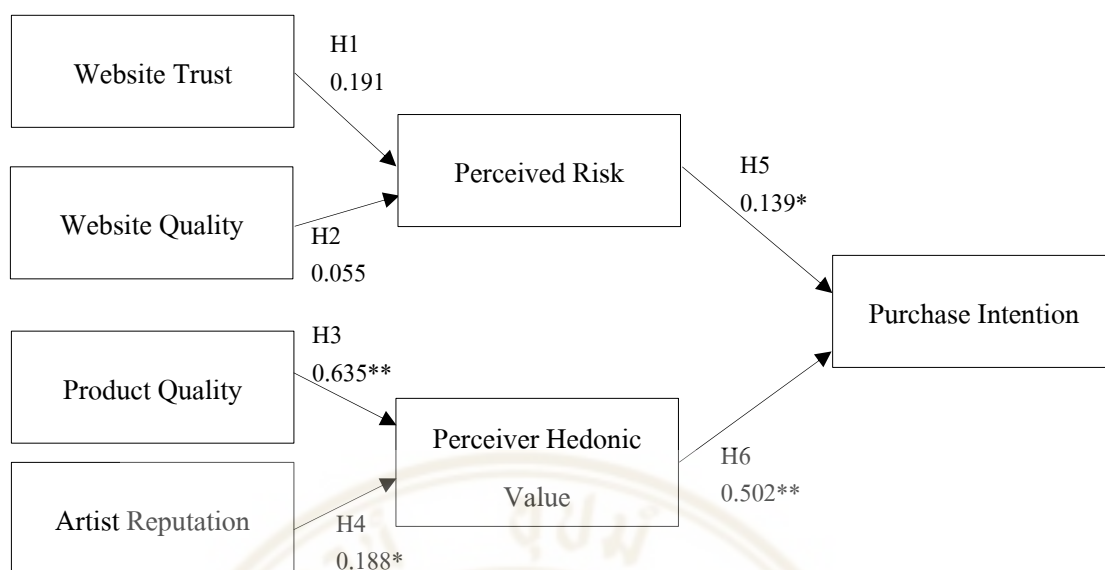 Website Trust
H1
0.191
Perceived Risk
H5
0.139*
Website Quality
H2
0.055
Purchase Intention
H3
0.635**
Product Quality
Perceiver Hedonic
Value
H6
0.502**
Artist Reputation
H4
0.188*